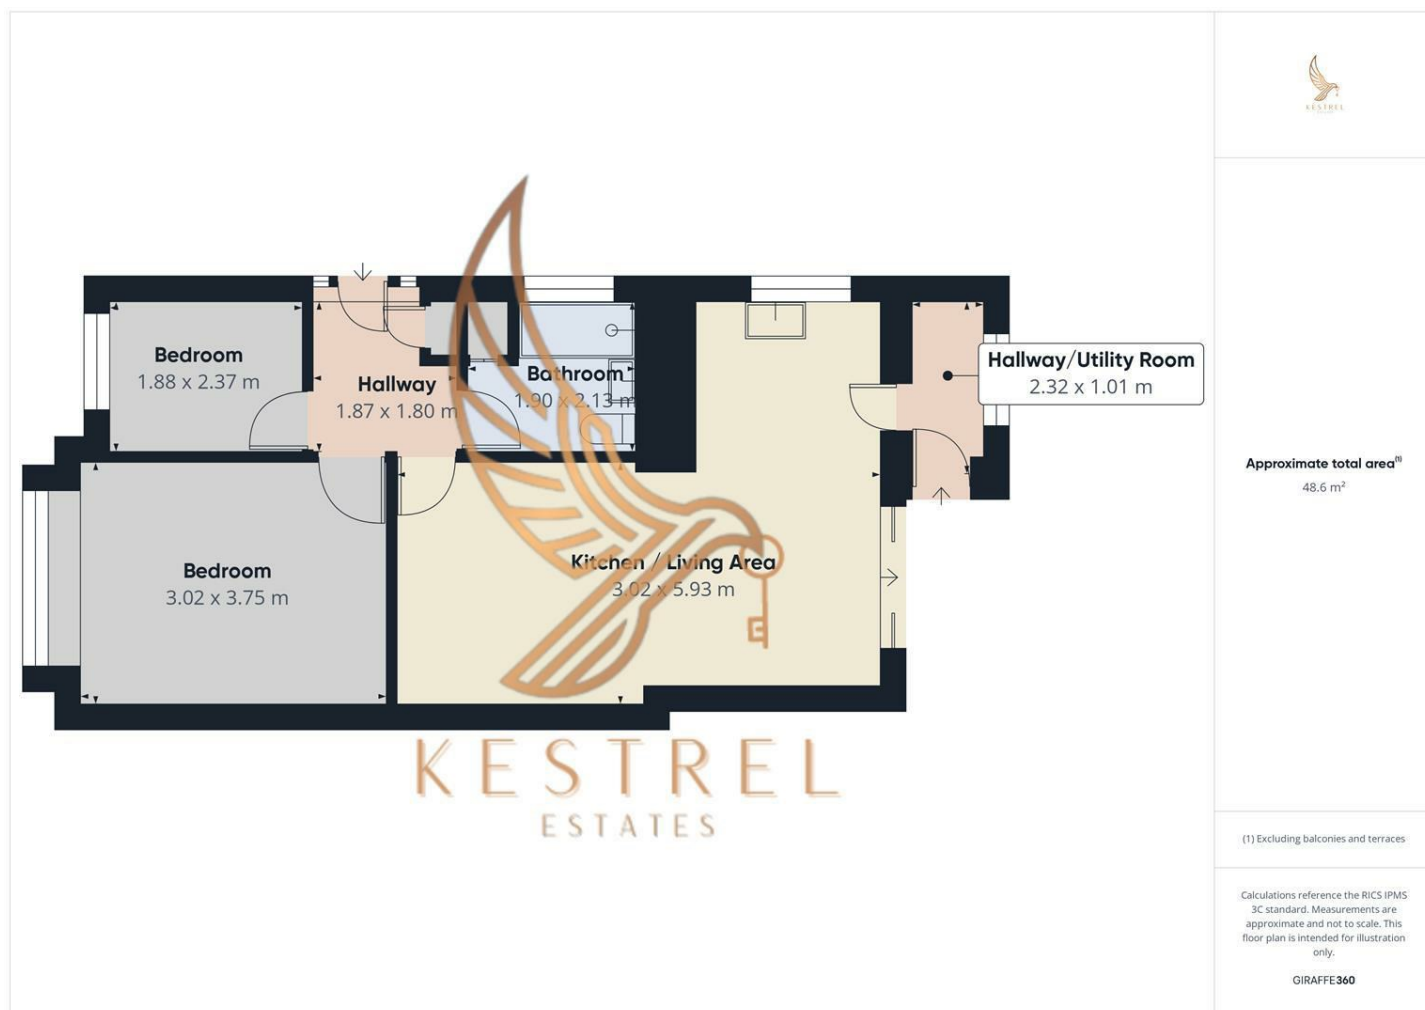 KESTREL
Bedroom
1.88 x 2.37 m
Hallway
1.87 x 1.80 m
Bathroom
1.90 x 2.13 m
Hallway/Utility Room
2.32 x 1.01 m
Bedroom
3.02 x 3.75 m
Kitchen / Living Area
3.02 x 5.93 m
KESTREL
ESTATES
Approximate total area⁽¹⁾
48.6 m²
(1) Excluding balconies and terraces
Calculations reference the RICS IPMS
3C standard. Measurements are
approximate and not to scale. This
floor plan is intended for illustration
only.
GIRAFFE360